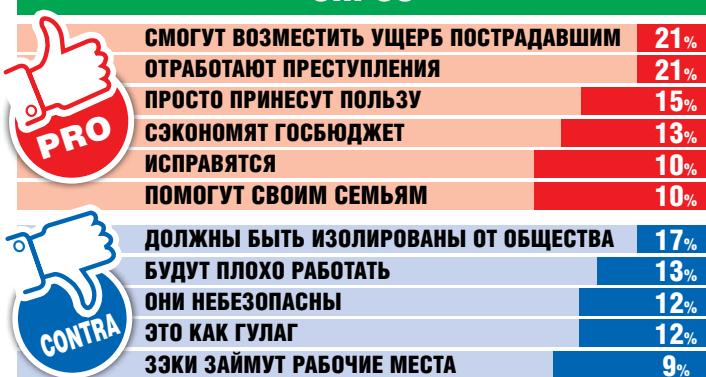 СМОГУТ ВОЗМЕСТИТЬ УЩЕРБ ПОСТРАДАВШИМ 21%
ОТРАБОТАЮТ ПРЕСТУПЛЕНИЯ 21%
ПРОСТО ПРИНЕСУТ ПОЛЬЗУ 15%
СЭКОНОМЯТ ГОСБЮДЖЕТ 13%
ИСПРАВЯТСЯ 10%
ПОМОГУТ СВОИМ СЕМЬЯМ 10%
PRO
ДОЛЖНЫ БЫТЬ ИЗОЛИРОВАНЫ ОТ ОБЩЕСТВА 17%
БУДУТ ПЛОХО РАБОТАТЬ 13%
ОНИ НЕБЕЗОПАСНЫ 12%
ЭТО КАК ГУЛАГ 12%
ЗЭКИ ЗАЙМУТ РАБОЧИЕ МЕСТА 9%
CONTRA